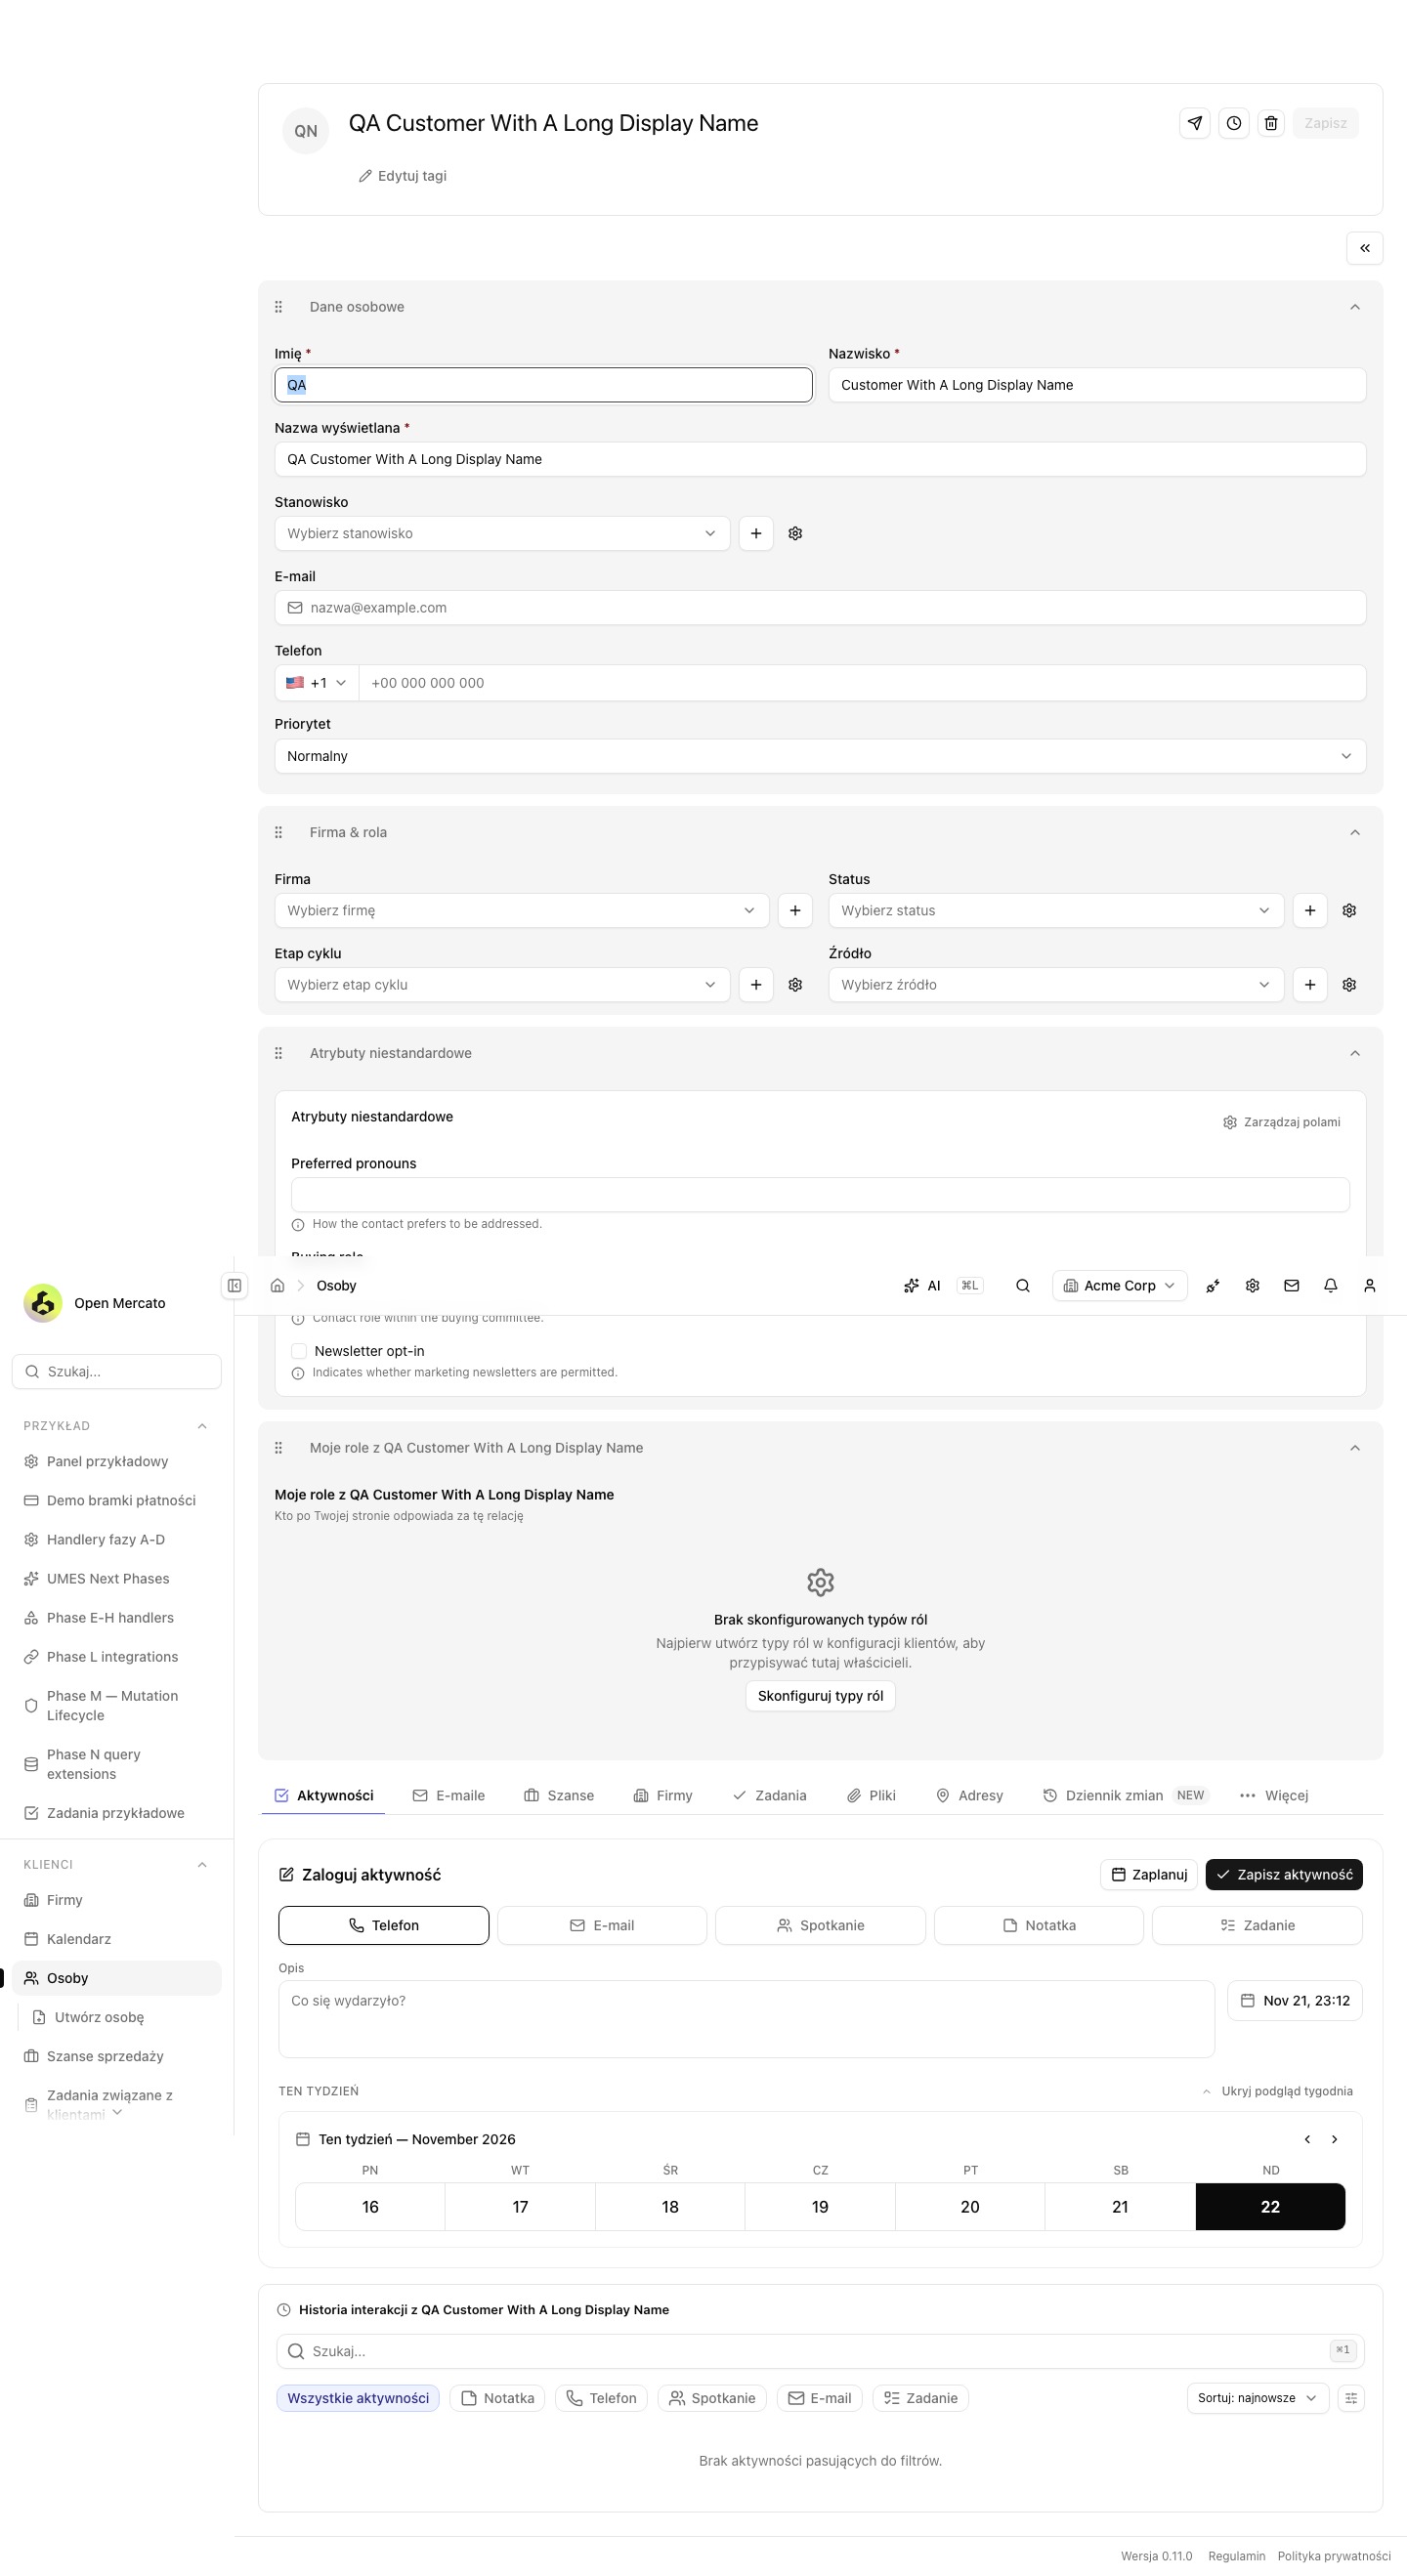 QN
QA Customer With A Long Display Name
Zapisz
Edytuj tagi
Dane osobowe
Imię *
Nazwisko *
QA
Customer With A Long Display Name
Nazwa wyświetlana *
QA Customer With A Long Display Name
Stanowisko
Wybierz stanowisko
E-mail
nazwa@example.com
Telefon
+1
+00 000 000 000
Priorytet
Normalny
Firma & rola
Firma
Status
Wybierz firmę
Wybierz status
Etap cyklu
Źródło
Wybierz etap cyklu
Wybierz źródło
Atrybuty niestandardowe
Atrybuty niestandardowe
Zarządzaj polami
Preferred pronouns
How the contact prefers to be addressed.
Buying role
Open Mercato
Osoby
AI
⌘L
Acme Corp
Contact role within the buying committee.
Newsletter opt-in
Indicates whether marketing newsletters are permitted.
Szukaj...
PRZYKŁAD
Panel przykładowy
Demo bramki płatności
Handlery fazy A-D
UMES Next Phases
Phase E-H handlers
Phase L integrations
Phase M — Mutation
Lifecycle
Phase N query
extensions
Zadania przykładowe
KLIENCI
Firmy
Kalendarz
Osoby
Utwórz osobę
Szanse sprzedaży
Zadania związane z
klientami
Moje role z QA Customer With A Long Display Name
Moje role z QA Customer With A Long Display Name
Kto po Twojej stronie odpowiada za tę relację
Brak skonfigurowanych typów ról
Najpierw utwórz typy ról w konfiguracji klientów, aby
przypisywać tutaj właścicieli.
Skonfiguruj typy ról
Aktywności
E-maile
Szanse
Firmy
Zadania
Pliki
Adresy
Dziennik zmian
NEW
Więcej
Zaloguj aktywność
Zaplanuj
Zapisz aktywność
Telefon
E-mail
Spotkanie
Notatka
Zadanie
Opis
Co się wydarzyło?
Nov 21, 23:12
TEN TYDZIEŃ
Ukryj podgląd tygodnia
Ten tydzień — November 2026
PN WT ŚR CZ PT SB ND
16 17 18 19 20 21 22
Historia interakcji z QA Customer With A Long Display Name
Szukaj...
⌘1
Wszystkie aktywności
Notatka
Telefon
Spotkanie
E-mail
Zadanie
Sortuj: najnowsze
Brak aktywności pasujących do filtrów.
Wersja 0.11.0
Regulamin
Polityka prywatności